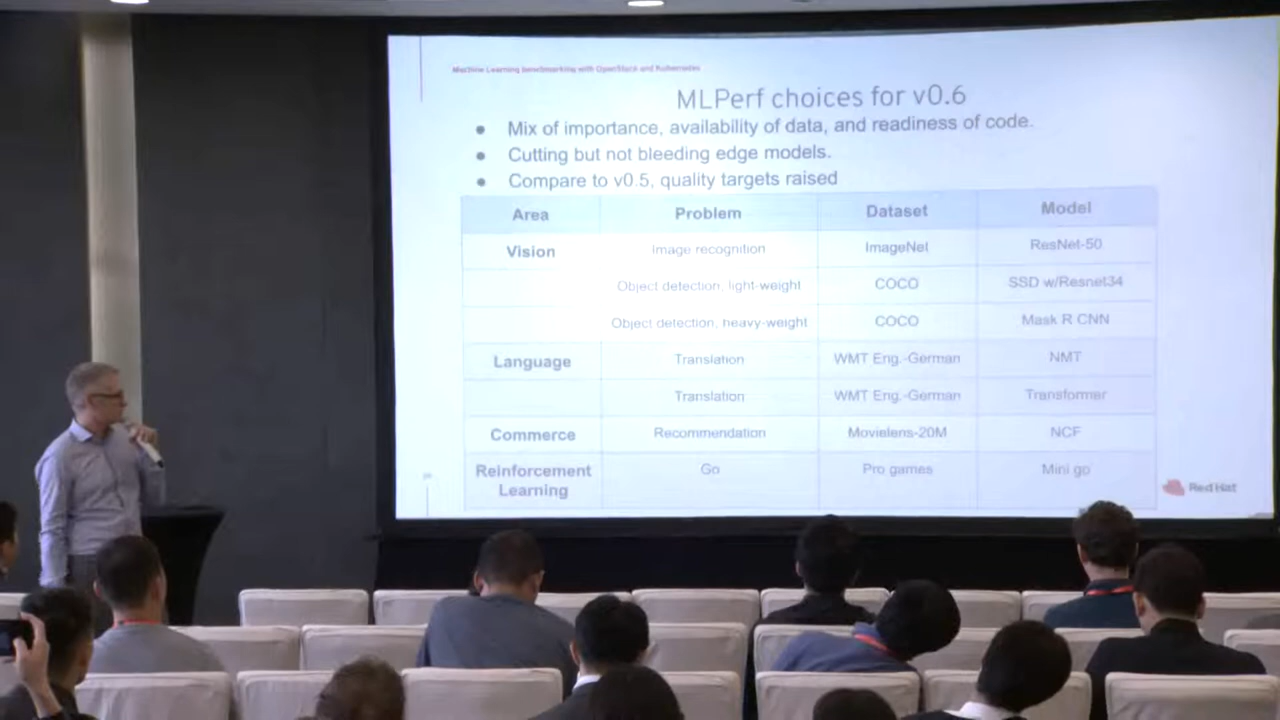 Machine Learning benchmarking with OpenStack and Kubernetes
MLPerf choices for v0.6
● Mix of importance, availability of data, and readiness of code.
● Cutting but not bleeding edge models.
● Compare to v0.5, quality targets raised
Area Problem Dataset Model
Vision Image recognition ImageNet ResNet-50
Object detection, light-weight COCO SSD w/Resnet34
Object detection, heavy-weight COCO Mask R CNN
Language Translation WMT Eng.-German NMT
Translation WMT Eng.-German Transformer
Commerce Recommendation Movielens-20M NCF
Reinforcement Learning Go Pro games Mini go
Red Hat